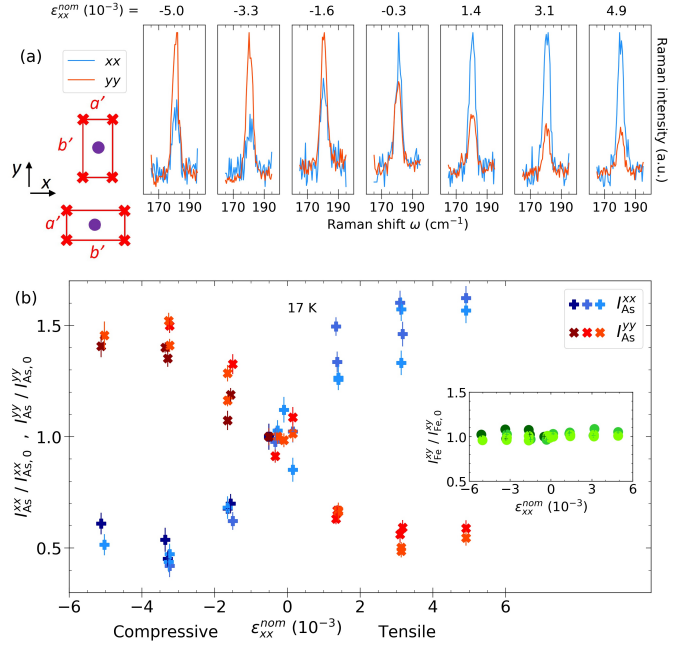 ε_xx^nom (10⁻³) -5.0 -3.3 -1.6 -0.3 1.4 3.1 4.9
(a)
xx
yy
Raman intensity (a.u.)
a′
b′
y
x
a′
b′
170 190 170 190 170 190 170 190 170 190 170 190 170 190
Raman shift ω (cm⁻¹)
(b)
17 K
I_As^xx
I_As^yy
I_As^xx / I_As,0^xx , I_As^yy / I_As,0^yy
1.5
1.0
0.5
I_Fe^xy / I_Fe,0^xy
1.5
1.0
0.5
−6 −3 0 3 6
ε_xx^nom (10⁻³)
−6 −4 −2 0 2 4 6
Compressive ε_xx^nom (10⁻³) Tensile